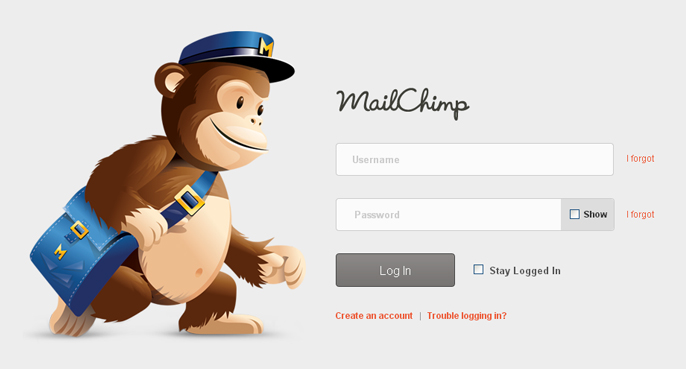 M
M
MailChimp
Username
I forgot
Password
Show
I forgot
Log In
Stay Logged In
Create an account | Trouble logging in?